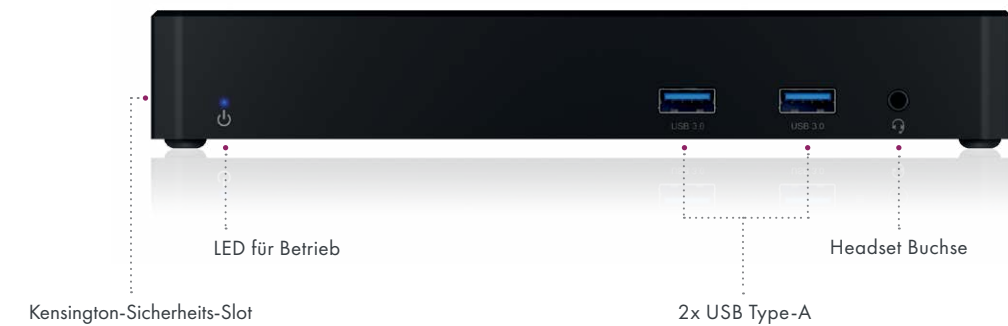 USB 3.0
USB 3.0
LED für Betrieb
Headset Buchse
Kensington-Sicherheits-Slot
2x USB Type-A